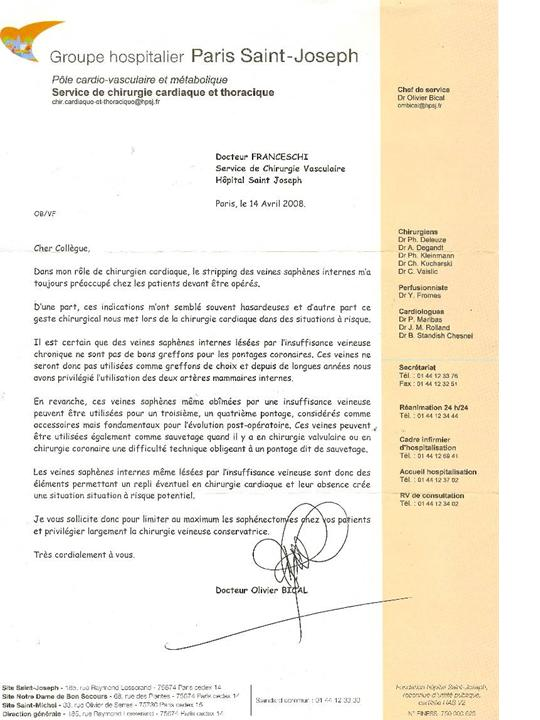 Groupe hospitalier Paris Saint-Joseph
Pôle cardio-vasculaire et métabolique
Service de chirurgie cardiaque et thoracique
chir.cardiaque-et-thoracique@hpsj.fr
Chef de service
Dr Olivier Bical
ombical@hpsj.fr
Docteur FRANCESCHI
Service de Chirurgie Vasculaire
Hôpital Saint Joseph
Paris, le 14 Avril 2008.
OB/VF
Cher Collègue,
Dans mon rôle de chirurgien cardiaque, le stripping des veines saphènes internes m'a
toujours préoccupé chez les patients devant être opérés.
D'une part, ces indications m'ont semblé souvent hasardeuses et d'autre part ce
geste chirurgical nous met lors de la chirurgie cardiaque dans des situations à risque.
Il est certain que des veines saphènes internes lésées par l'insuffisance veineuse
chronique ne sont pas de bons greffons pour les pontages coronaires. Ces veines ne
seront donc pas utilisées comme greffons de choix et depuis de longues années nous
avons privilégié l'utilisation des deux artères mammaires internes.
En revanche, ces veines saphènes même abîmées par une insuffisance veineuse
peuvent être utilisées pour un troisième, un quatrième pontage, considérés comme
accessoires mais fondamentaux pour l'évolution post-opératoire. Ces veines peuvent
être utilisées également comme sauvetage quand il y a en chirurgie valvulaire ou en
chirurgie coronaire une difficulté technique obligeant à un pontage dit de sauvetage.
Les veines saphènes internes même lésées par l'insuffisance veineuse sont donc des
éléments permettant un repli éventuel en chirurgie cardiaque et leur absence crée
une situation situation à risque potentiel.
Je vous sollicite donc pour limiter au maximum les saphénectomies chez vos patients
et privilégier largement la chirurgie veineuse conservatrice.
Très cordialement à vous.
Docteur Olivier BICAL
Chirurgiens
Dr Ph. Deleuze
Dr A. Degandt
Dr Ph. Kleinmann
Dr Ch. Kucharski
Dr C. Vaislic
Perfusionniste
Dr Y. Fromes
Cardiologues
Dr P. Maribas
Dr J. M. Rolland
Dr B. Standish Chesnel
Secrétariat
Tél. : 01 44 12 33 76
Fax : 01 44 12 32 51
Réanimation 24 h/24
Tél. : 01 44 12 34 44
Cadre infirmier
d'hospitalisation
Tél. : 01 44 12 69 41
Accueil hospitalisation
Tél. : 01 44 12 37 02
RV de consultation
Tél. : 01 44 12 34 02
Site Saint-Joseph - 185, rue Raymond Losserand - 75674 Paris cedex 14
Site Notre Dame de Bon Secours - 68, rue des Plantes - 75674 Paris cedex 14
Site Saint-Michel - 33, rue Olivier de Serres - 75730 Paris cedex 15
Direction générale - 185, rue Raymond Losserand - 75674 Paris cedex 14
Standard commun : 01 44 12 33 33
Fondation hôpital Saint-Joseph,
reconnue d'utilité publique,
certifiée HAS V2
N° FINESS